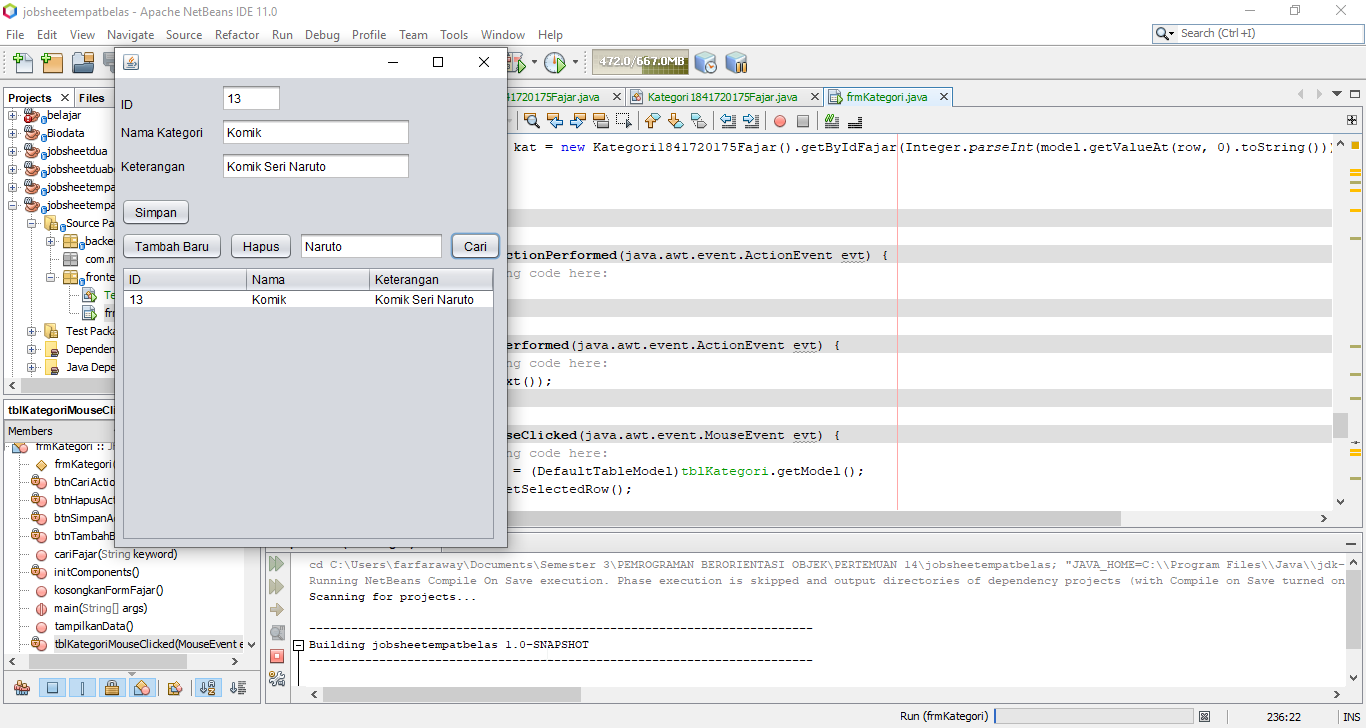 jobsheetempatbelas - Apache NetBeans IDE 11.0
File Edit View Navigate Source Refactor Run Debug Profile Team Tools Window Help
Search (Ctrl+I)
472.0/667.0MB
Projects Files
belajar
Biodata
jobsheetdua
jobsheetduab
jobsheetempa
jobsheetempat
Source Pa
backe
com.m
fronte
Te
fr
Test Packa
Dependen
Java Depe
ID 13
Nama Kategori Komik
Keterangan Komik Seri Naruto
Simpan
Tambah Baru Hapus Naruto Cari
ID Nama Keterangan
13 Komik Komik Seri Naruto
41720175Fajar.java Kategori1841720175Fajar.java frmKategori.java
kat = new Kategori1841720175Fajar().getByIdFajar(Integer.parseInt(model.getValueAt(row, 0).toString()))
ctionPerformed(java.awt.event.ActionEvent evt) {
ng code here:
erformed(java.awt.event.ActionEvent evt) {
ng code here:
xt());
seClicked(java.awt.event.MouseEvent evt) {
ng code here:
= (DefaultTableModel)tblKategori.getModel();
etSelectedRow();
tblKategoriMouseCli
Members
frmKategori :: J
frmKategori(
btnCariActio
btnHapusAct
btnSimpanA
btnTambahB
cariFajar(String keyword)
initComponents()
kosongkanFormFajar()
main(String[] args)
tampilkanData()
tblKategoriMouseClicked(MouseEvent e
cd C:\Users\farfaraway\Documents\Semester 3\PEMROGRAMAN BERORIENTASI OBJEK\PERTEMUAN 14\jobsheetempatbelas; "JAVA_HOME=C:\\Program Files\\Java\\jdk-
Running NetBeans Compile On Save execution. Phase execution is skipped and output directories of dependency projects (with Compile on Save turned on
Scanning for projects...
------------------------------------------------------------------------
Building jobsheetempatbelas 1.0-SNAPSHOT
------------------------------------------------------------------------
Run (frmKategori) 236:22 INS